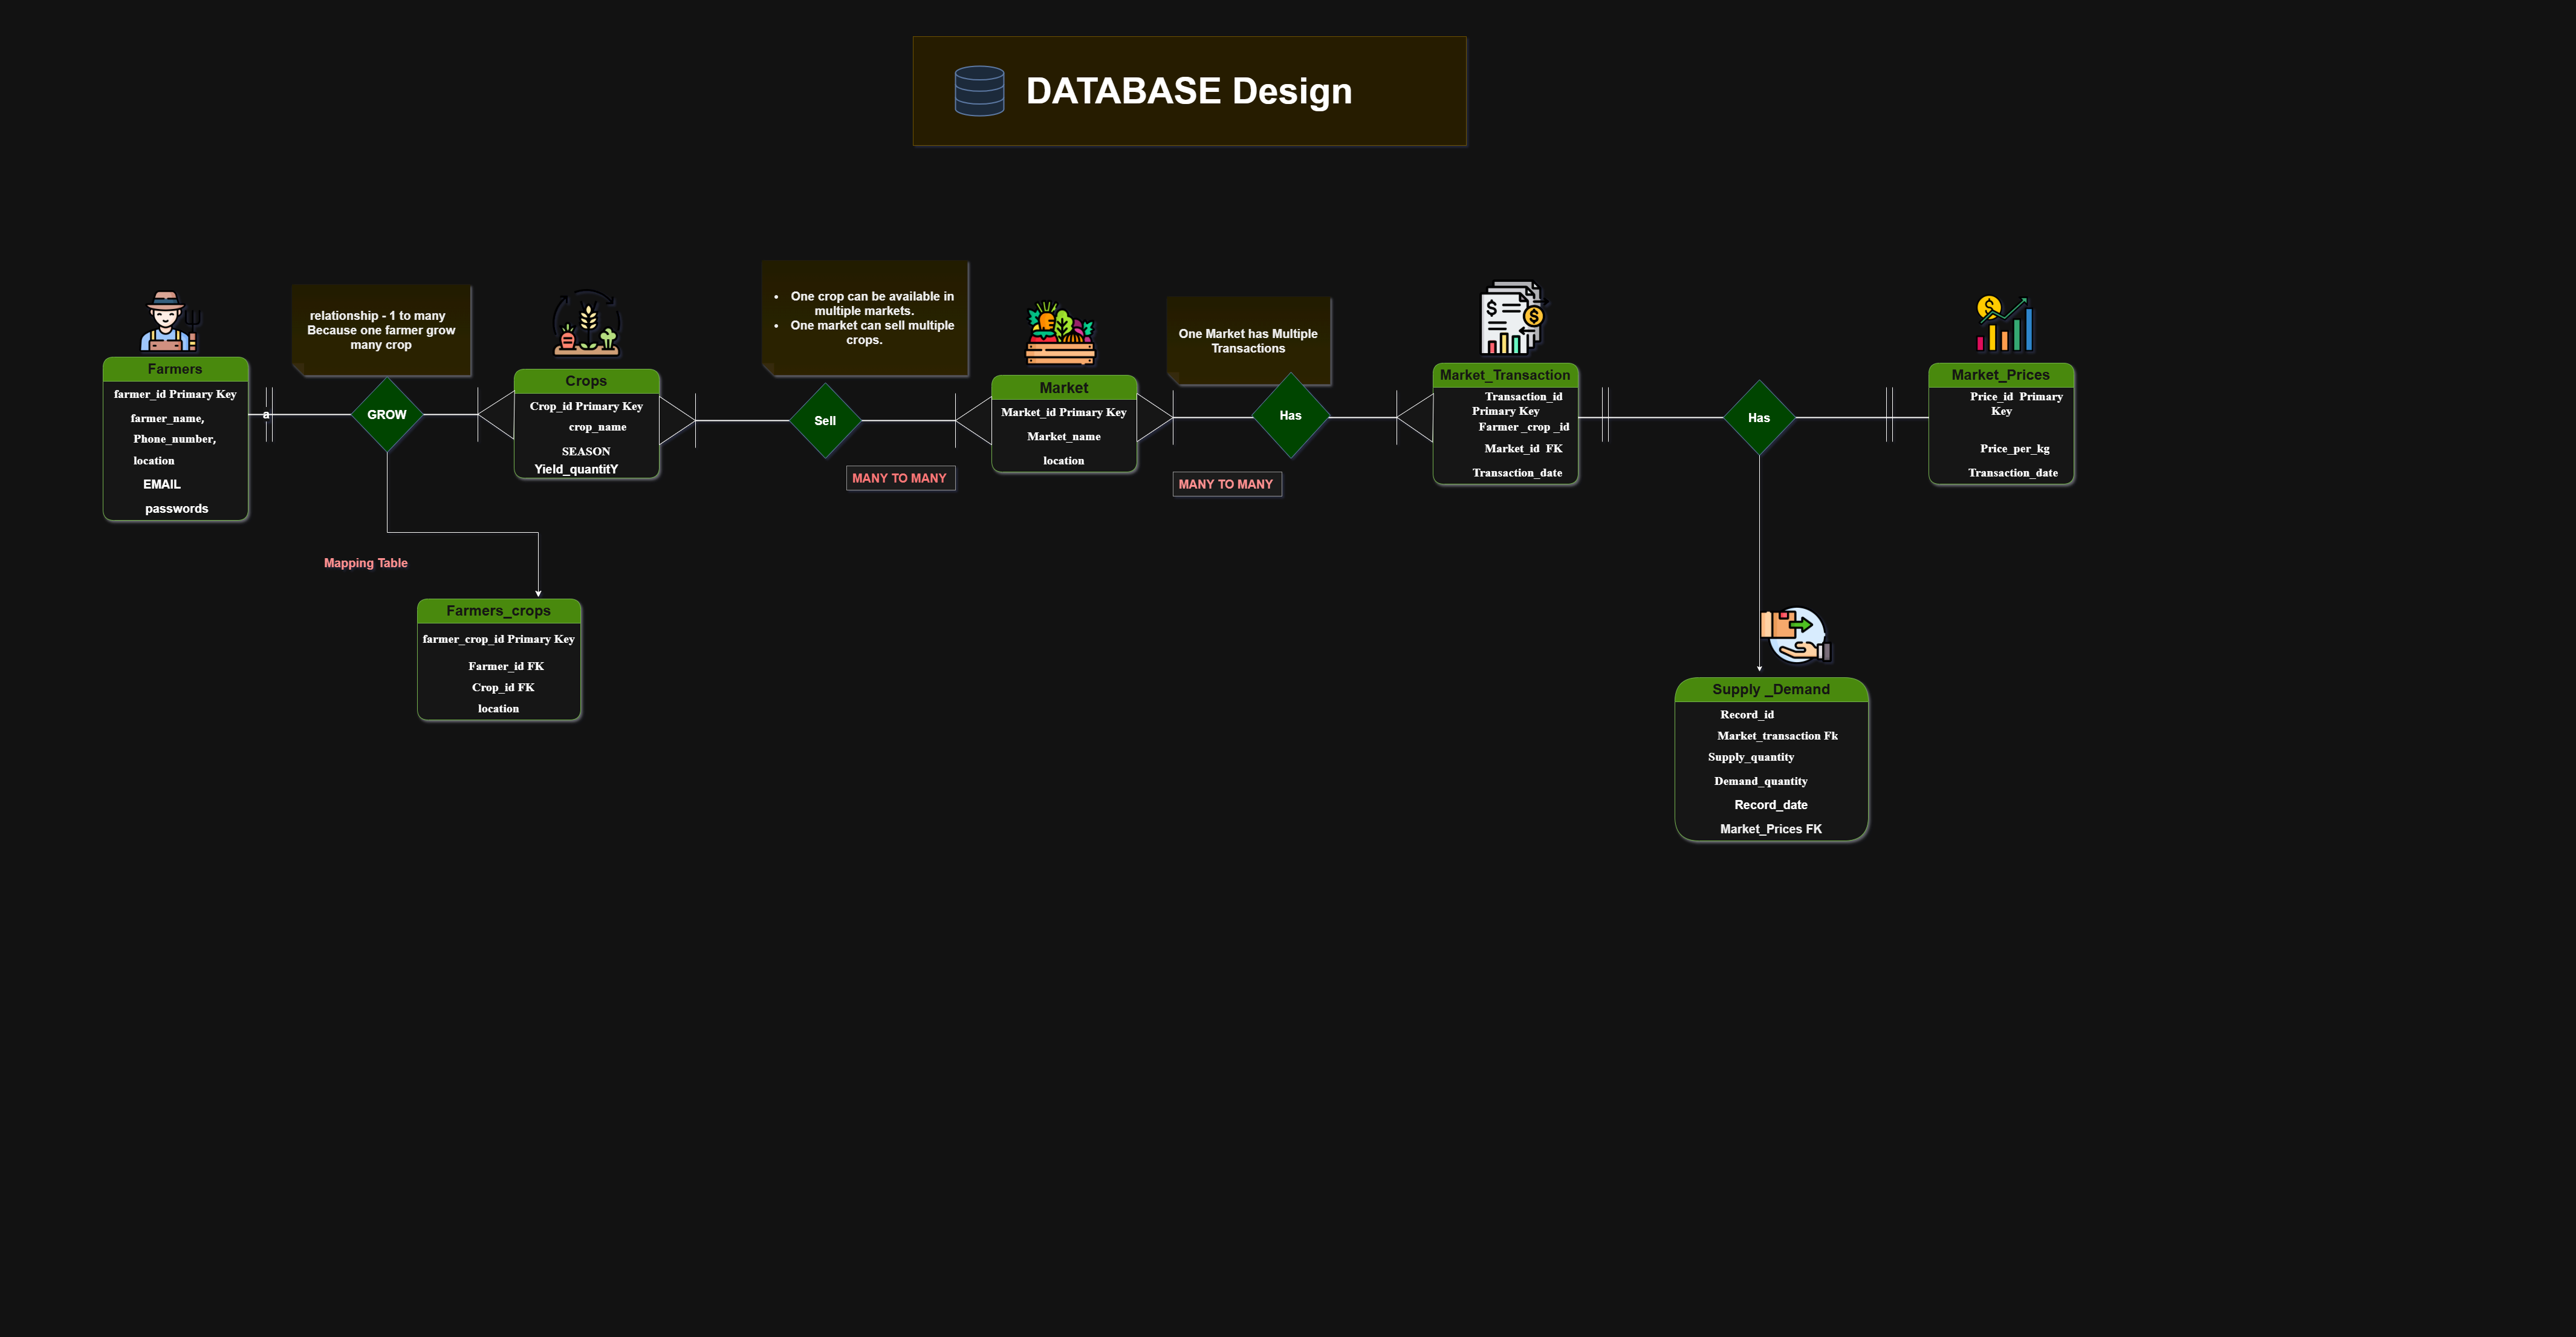 DATABASE Design
relationship - 1 to many
Because one farmer grow
many crop
• One crop can be available in
multiple markets.
• One market can sell multiple
crops.
One Market has Multiple
Transactions
Farmers
farmer_id Primary Key
farmer_name,
Phone_number,
location
EMAIL
passwords
a
GROW
Crops
Crop_id Primary Key
crop_name
SEASON
Yield_quantitY
Sell
MANY TO MANY
Market
Market_id Primary Key
Market_name
location
Has
MANY TO MANY
Market_Transaction
Transaction_id
Primary Key
Farmer _crop _id
Market_id FK
Transaction_date
Has
Market_Prices
Price_id Primary
Key
Price_per_kg
Transaction_date
Mapping Table
Farmers_crops
farmer_crop_id Primary Key
Farmer_id FK
Crop_id FK
location
Supply _Demand
Record_id
Market_transaction Fk
Supply_quantity
Demand_quantity
Record_date
Market_Prices FK